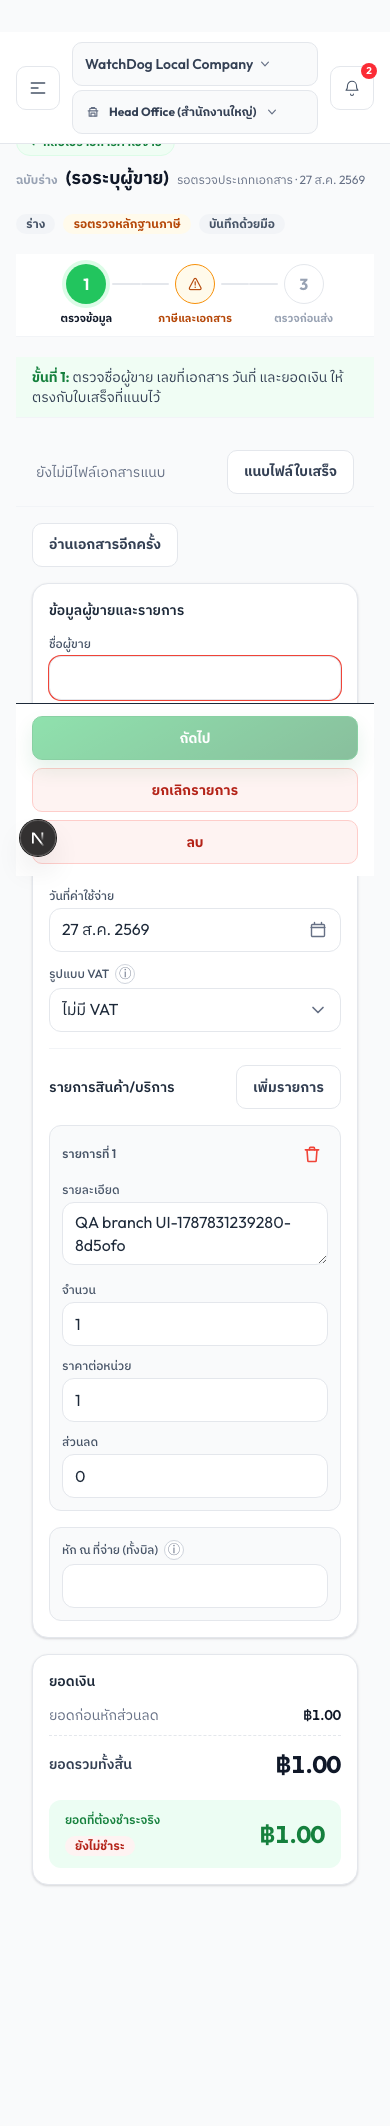 WatchDog Local Company
Head Office (สำนักงานใหญ่)
2
ฉบับร่าง (รอระบุผู้ขาย) รอตรวจประเภทเอกสาร · 27 ส.ค. 2569
ร่าง รอตรวจหลักฐานภาษี บันทึกด้วยมือ
1 3
ตรวจข้อมูล ภาษีและเอกสาร ตรวจก่อนส่ง
ขั้นที่ 1: ตรวจชื่อผู้ขาย เลขที่เอกสาร วันที่ และยอดเงิน ให้
ตรงกับใบเสร็จที่แนบไว้
ยังไม่มีไฟล์เอกสารแนบ แนบไฟล์ใบเสร็จ
อ่านเอกสารอีกครั้ง
ข้อมูลผู้ขายและรายการ
ชื่อผู้ขาย
ถัดไป
ยกเลิกรายการ
ลบ
N
วันที่ค่าใช้จ่าย
27 ส.ค. 2569
รูปแบบ VAT
ไม่มี VAT
รายการสินค้า/บริการ เพิ่มรายการ
รายการที่ 1
รายละเอียด
QA branch UI-1787831239280-
8d5ofo
จำนวน
1
ราคาต่อหน่วย
1
ส่วนลด
0
หัก ณ ที่จ่าย (ทั้งบิล)
ยอดเงิน
ยอดก่อนหักส่วนลด ฿1.00
ยอดรวมทั้งสิ้น ฿1.00
ยอดที่ต้องชำระจริง
ยังไม่ชำระ
฿1.00